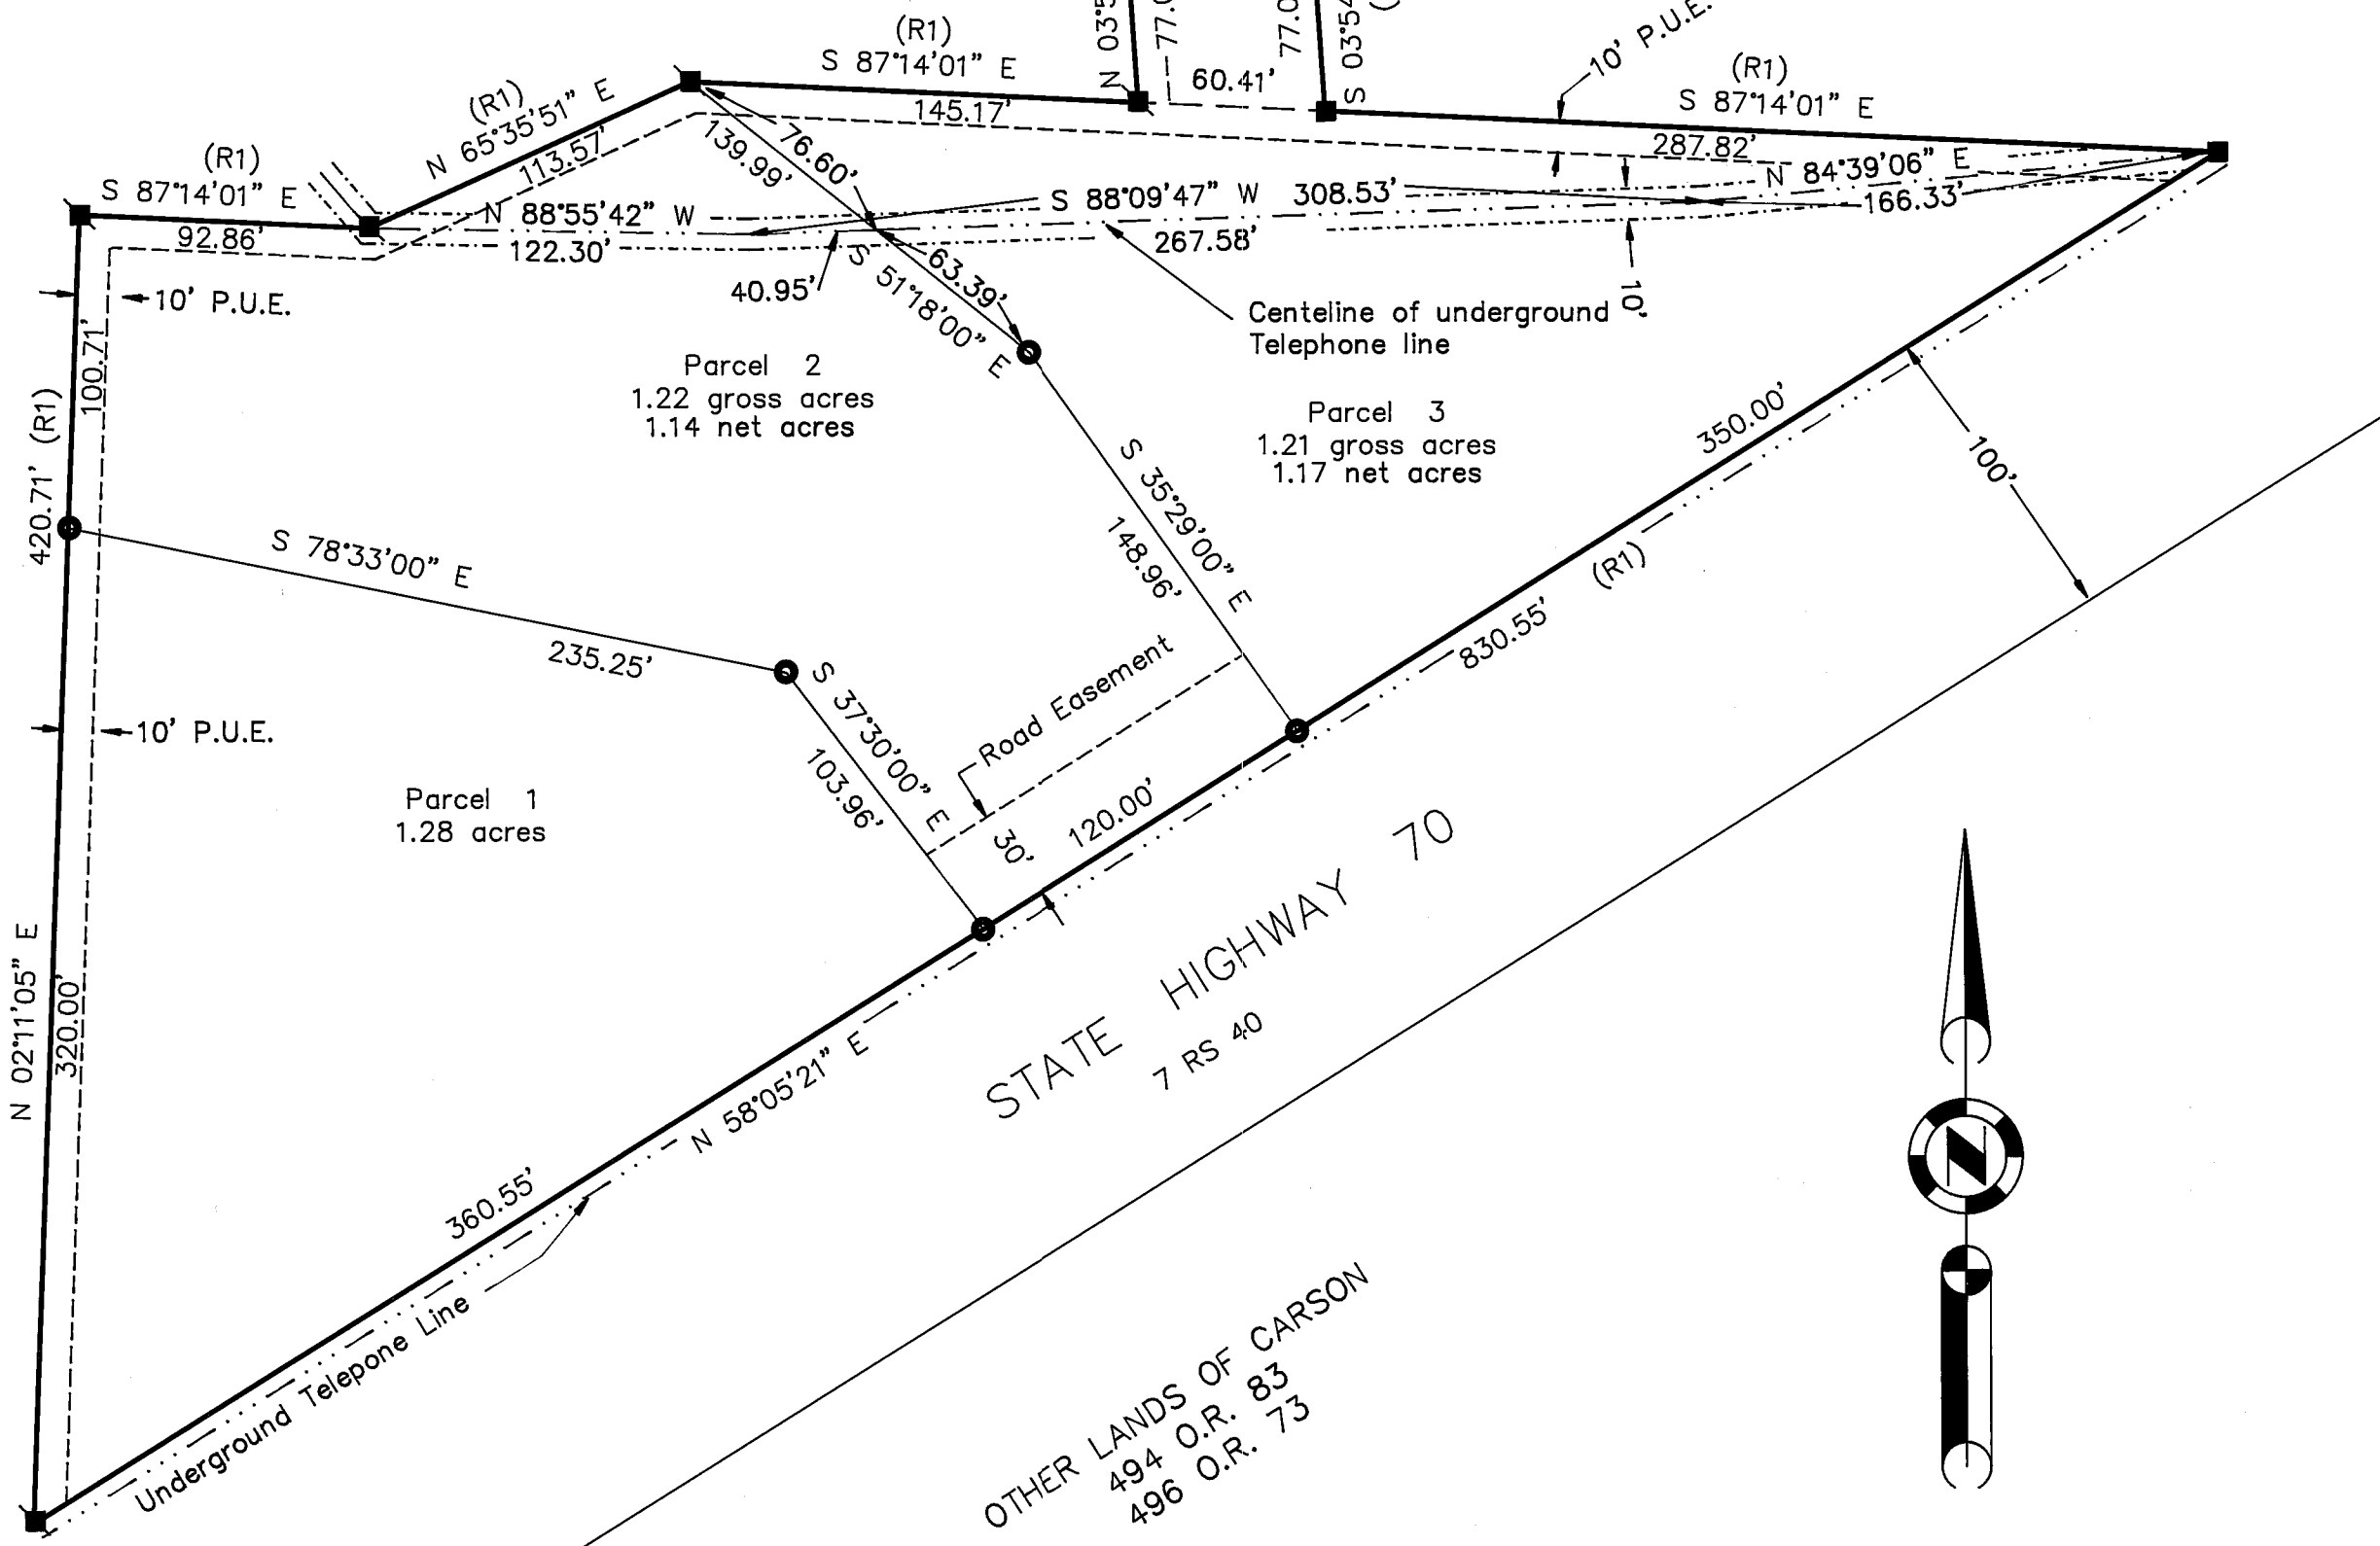 (R1)
S 87°14'01" E
145.17'
60.41'
10' P.U.E.
(R1)
S 87°14'01" E
287.82'
(R1)
N 65°35'51" E
113.57'
(R1)
S 87°14'01" E
92.86'
76.60'
139.99'
N 88°55'42" W
122.30'
S 88°09'47" W 308.53'
267.58'
N 84°39'06" E
166.33'
40.95'
63.39'
S 51°18'00" E
10'
Centeline of underground
Telephone line
10' P.U.E.
100.71'
420.71' (R1)
Parcel 2
1.22 gross acres
1.14 net acres
Parcel 3
1.21 gross acres
1.17 net acres
350.00'
100'
S 35°29'00" E
148.96'
S 78°33'00" E
235.25'
(R1)
830.55'
10' P.U.E.
S 37°30'00" E
103.96'
Road Easement
30'
120.00'
Parcel 1
1.28 acres
N 02°11'05" E
320.00'
STATE HIGHWAY 70
7 RS 40
N 58°05'21" E
360.55'
Underground Telepone Line
N
OTHER LANDS OF CARSON
494 O.R. 83
496 O.R. 73